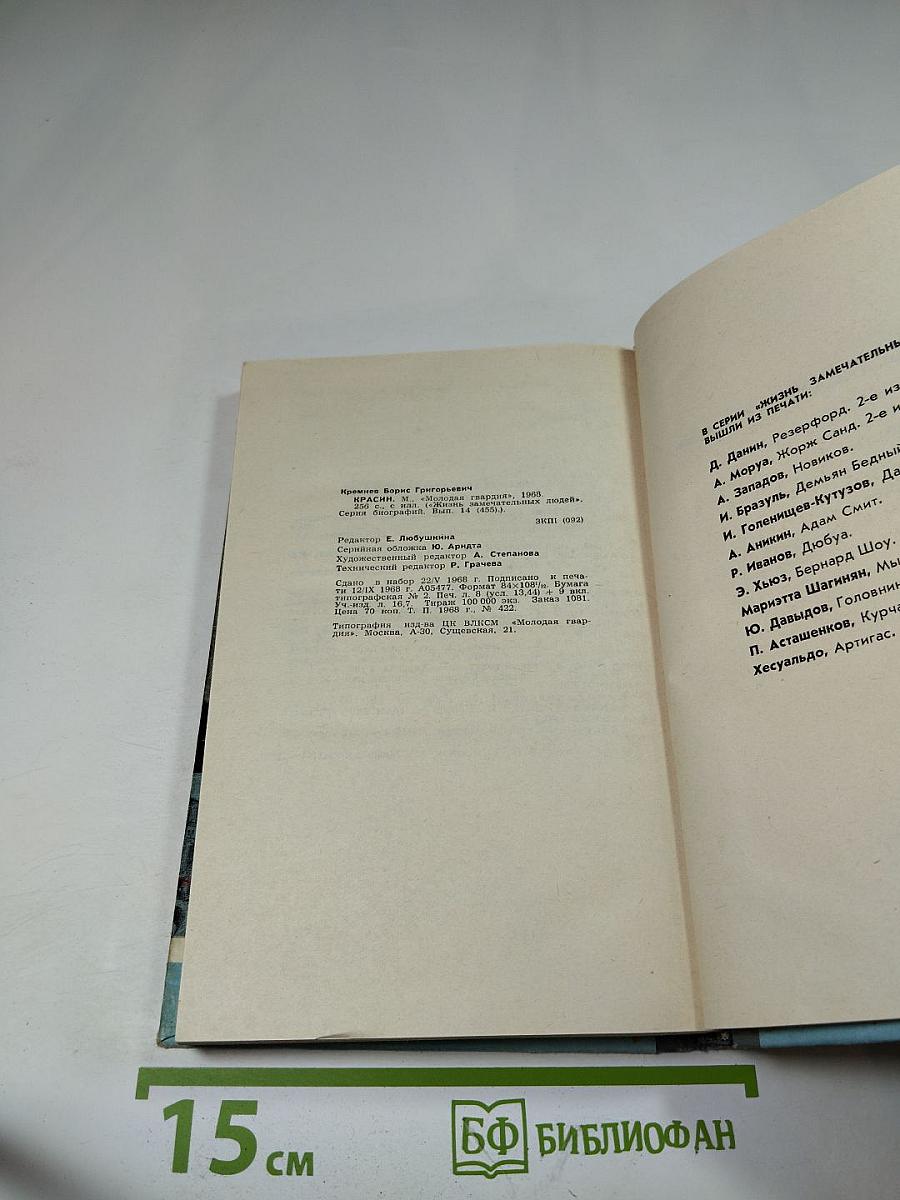 Кремнев Борис Григорьевич
КРАСИН. М., «Молодая гвардия», 1968.
256 с., с илл. («Жизнь замечательных людей».
Серия биографий. Вып. 14 (455).)
3КП1 (092)
Редактор Е. Любушкина
Серийная обложка Ю. Арндта
Художественный редактор А. Степанова
Технический редактор Р. Грачева
Сдано в набор 22/V 1968 г. Подписано к печа-
ти 12/IX 1968 г. А05477. Формат 84×108¹/₃₂. Бумага
типографская № 2. Печ. л. 8 (усл. 13,44) + 9 вкл.
Уч.-изд. л. 16,7. Тираж 100 000 экз. Заказ 1081.
Цена 70 коп. Т. П. 1968 г., № 422.
Типография изд-ва ЦК ВЛКСМ «Молодая гвар-
дия». Москва, А-30, Сущевская, 21.
В СЕРИИ «ЖИЗНЬ ЗАМЕЧАТЕЛЬНЫ
ВЫШЛИ ИЗ ПЕЧАТИ:
Д. Данин, Резерфорд. 2-е из
А. Моруа, Жорж Санд. 2-е и
А. Западов, Новиков.
И. Бразуль, Демьян Бедный
И. Голенищев-Кутузов, Да
А. Аникин, Адам Смит.
Р. Иванов, Дюбуа.
Э. Хьюз, Бернард Шоу.
Мариэтта Шагинян, Мы
Ю. Давыдов, Головнин
П. Асташенков, Курча
Хесуальдо, Артигас.
15 см
БФ БИБЛИОФАН